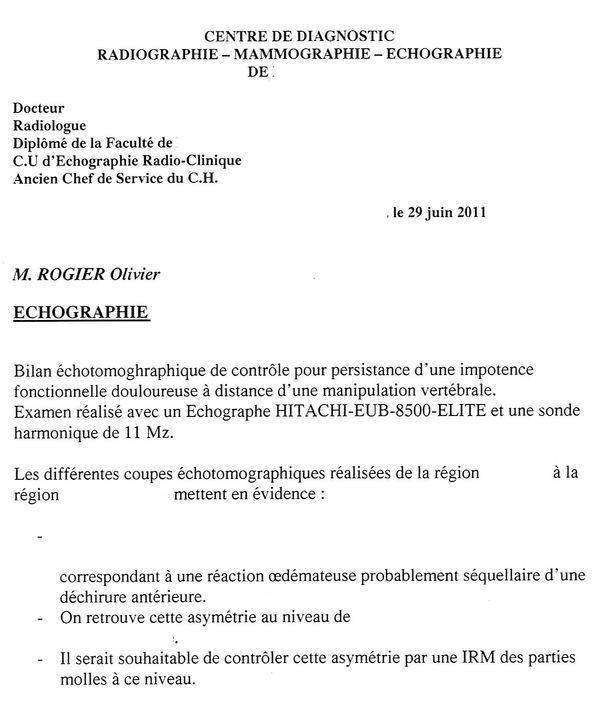 CENTRE DE DIAGNOSTIC
RADIOGRAPHIE – MAMMOGRAPHIE – ECHOGRAPHIE
DE
Docteur
Radiologue
Diplômé de la Faculté de
C.U d’Echographie Radio-Clinique
Ancien Chef de Service du C.H.
, le 29 juin 2011
M. ROGIER Olivier
ECHOGRAPHIE
Bilan échotomoghraphique de contrôle pour persistance d’une impotence
fonctionnelle douloureuse à distance d’une manipulation vertébrale.
Examen réalisé avec un Echographe HITACHI-EUB-8500-ELITE et une sonde
harmonique de 11 Mz.
Les différentes coupes échotomographiques réalisées de la région à la
région mettent en évidence :
-
correspondant à une réaction œdémateuse probablement séquellaire d’une
déchirure antérieure.
- On retrouve cette asymétrie au niveau de
.
- Il serait souhaitable de contrôler cette asymétrie par une IRM des parties
molles à ce niveau.